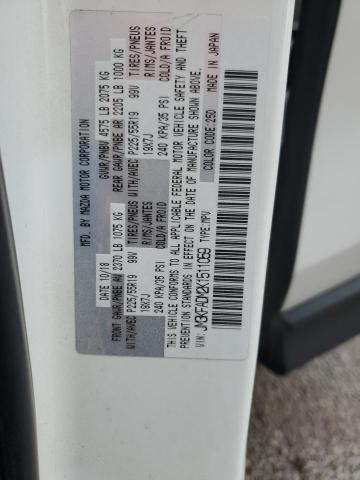 MFD. BY MAZDA MOTOR CORPORATION
DATE: 10/18 GVWR/PNBV 4575 LB 2075 KG
FRONT GAWR/PNBE AV 2370 LB 1075 KG REAR GAWR/PNBE AR 2205 LB 1000 KG
WITH/AVEC P225/55R19 99V TIRES/PNEUS WITH/AVEC P225/55R19 99V TIRES/PNEUS
19X7J RIMS/JANTES 19X7J RIMS/JANTES
240 KPA/35 PSI COLD/A FROID 240 KPA/35 PSI COLD/A FROID
THIS VEHICLE CONFORMS TO ALL APPLICABLE FEDERAL MOTOR VEHICLE SAFETY AND THEFT
PREVENTION STANDARDS IN EFFECT ON THE DATE OF MANUFACTURE SHOWN ABOVE.
MADE IN JAPAN
VIN: JM3KFADM2K1511059 TYPE:MPV COLOR CODE:25D